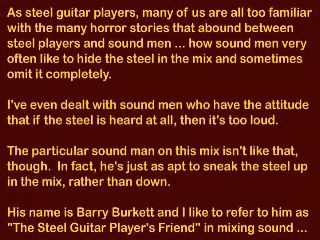 As steel guitar players, many of us are all too familiar
with the many horror stories that abound between
steel players and sound men ... how sound men very
often like to hide the steel in the mix and sometimes
omit it completely.
I've even dealt with sound men who have the attitude
that if the steel is heard at all, then it's too loud.
The particular sound man on this mix isn't like that,
though. In fact, he's just as apt to sneak the steel up
in the mix, rather than down.
His name is Barry Burkett and I like to refer to him as
"The Steel Guitar Player's Friend" in mixing sound ...